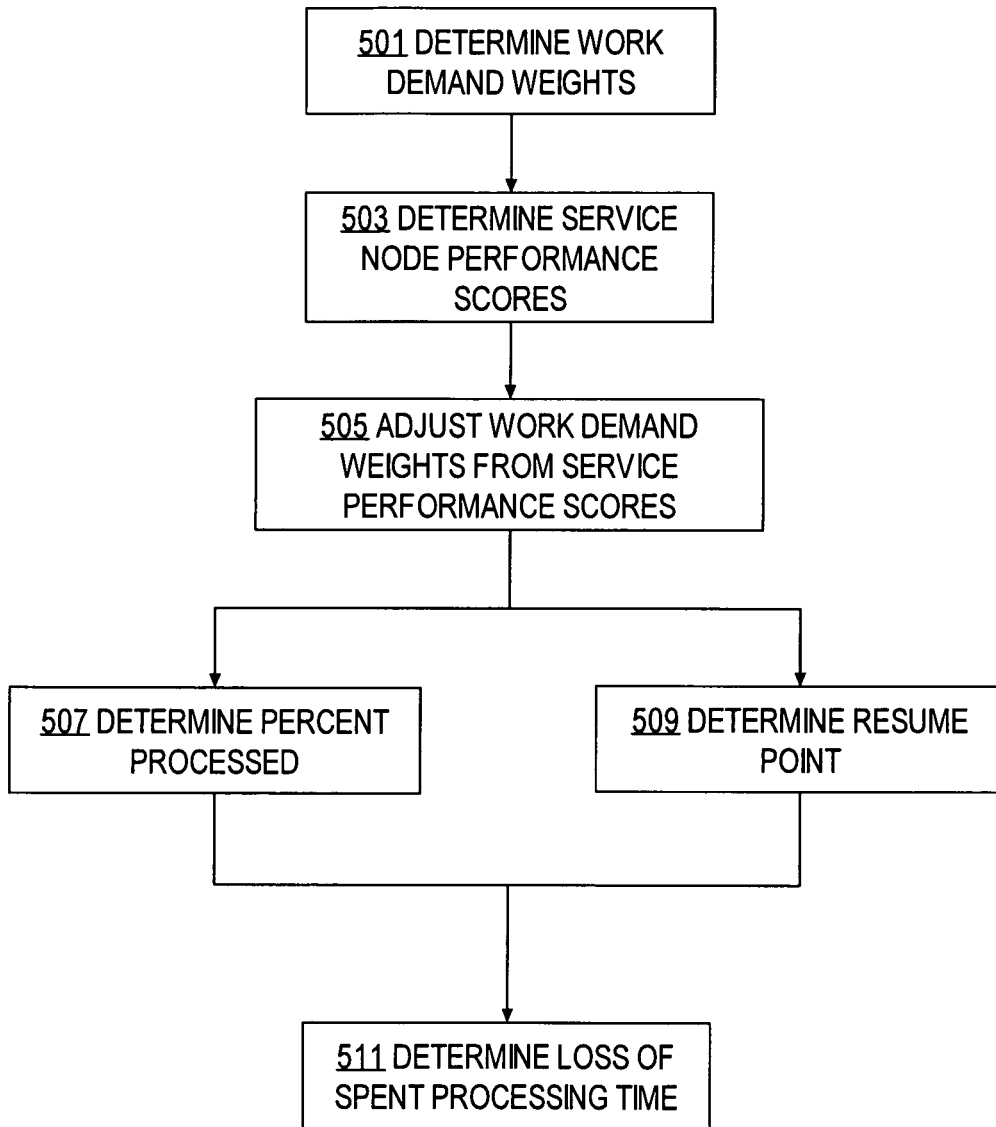 501 DETERMINE WORK
DEMAND WEIGHTS
503 DETERMINE SERVICE
NODE PERFORMANCE
SCORES
505 ADJUST WORK DEMAND
WEIGHTS FROM SERVICE
PERFORMANCE SCORES
507 DETERMINE PERCENT
PROCESSED
509 DETERMINE RESUME
POINT
511 DETERMINE LOSS OF
SPENT PROCESSING TIME